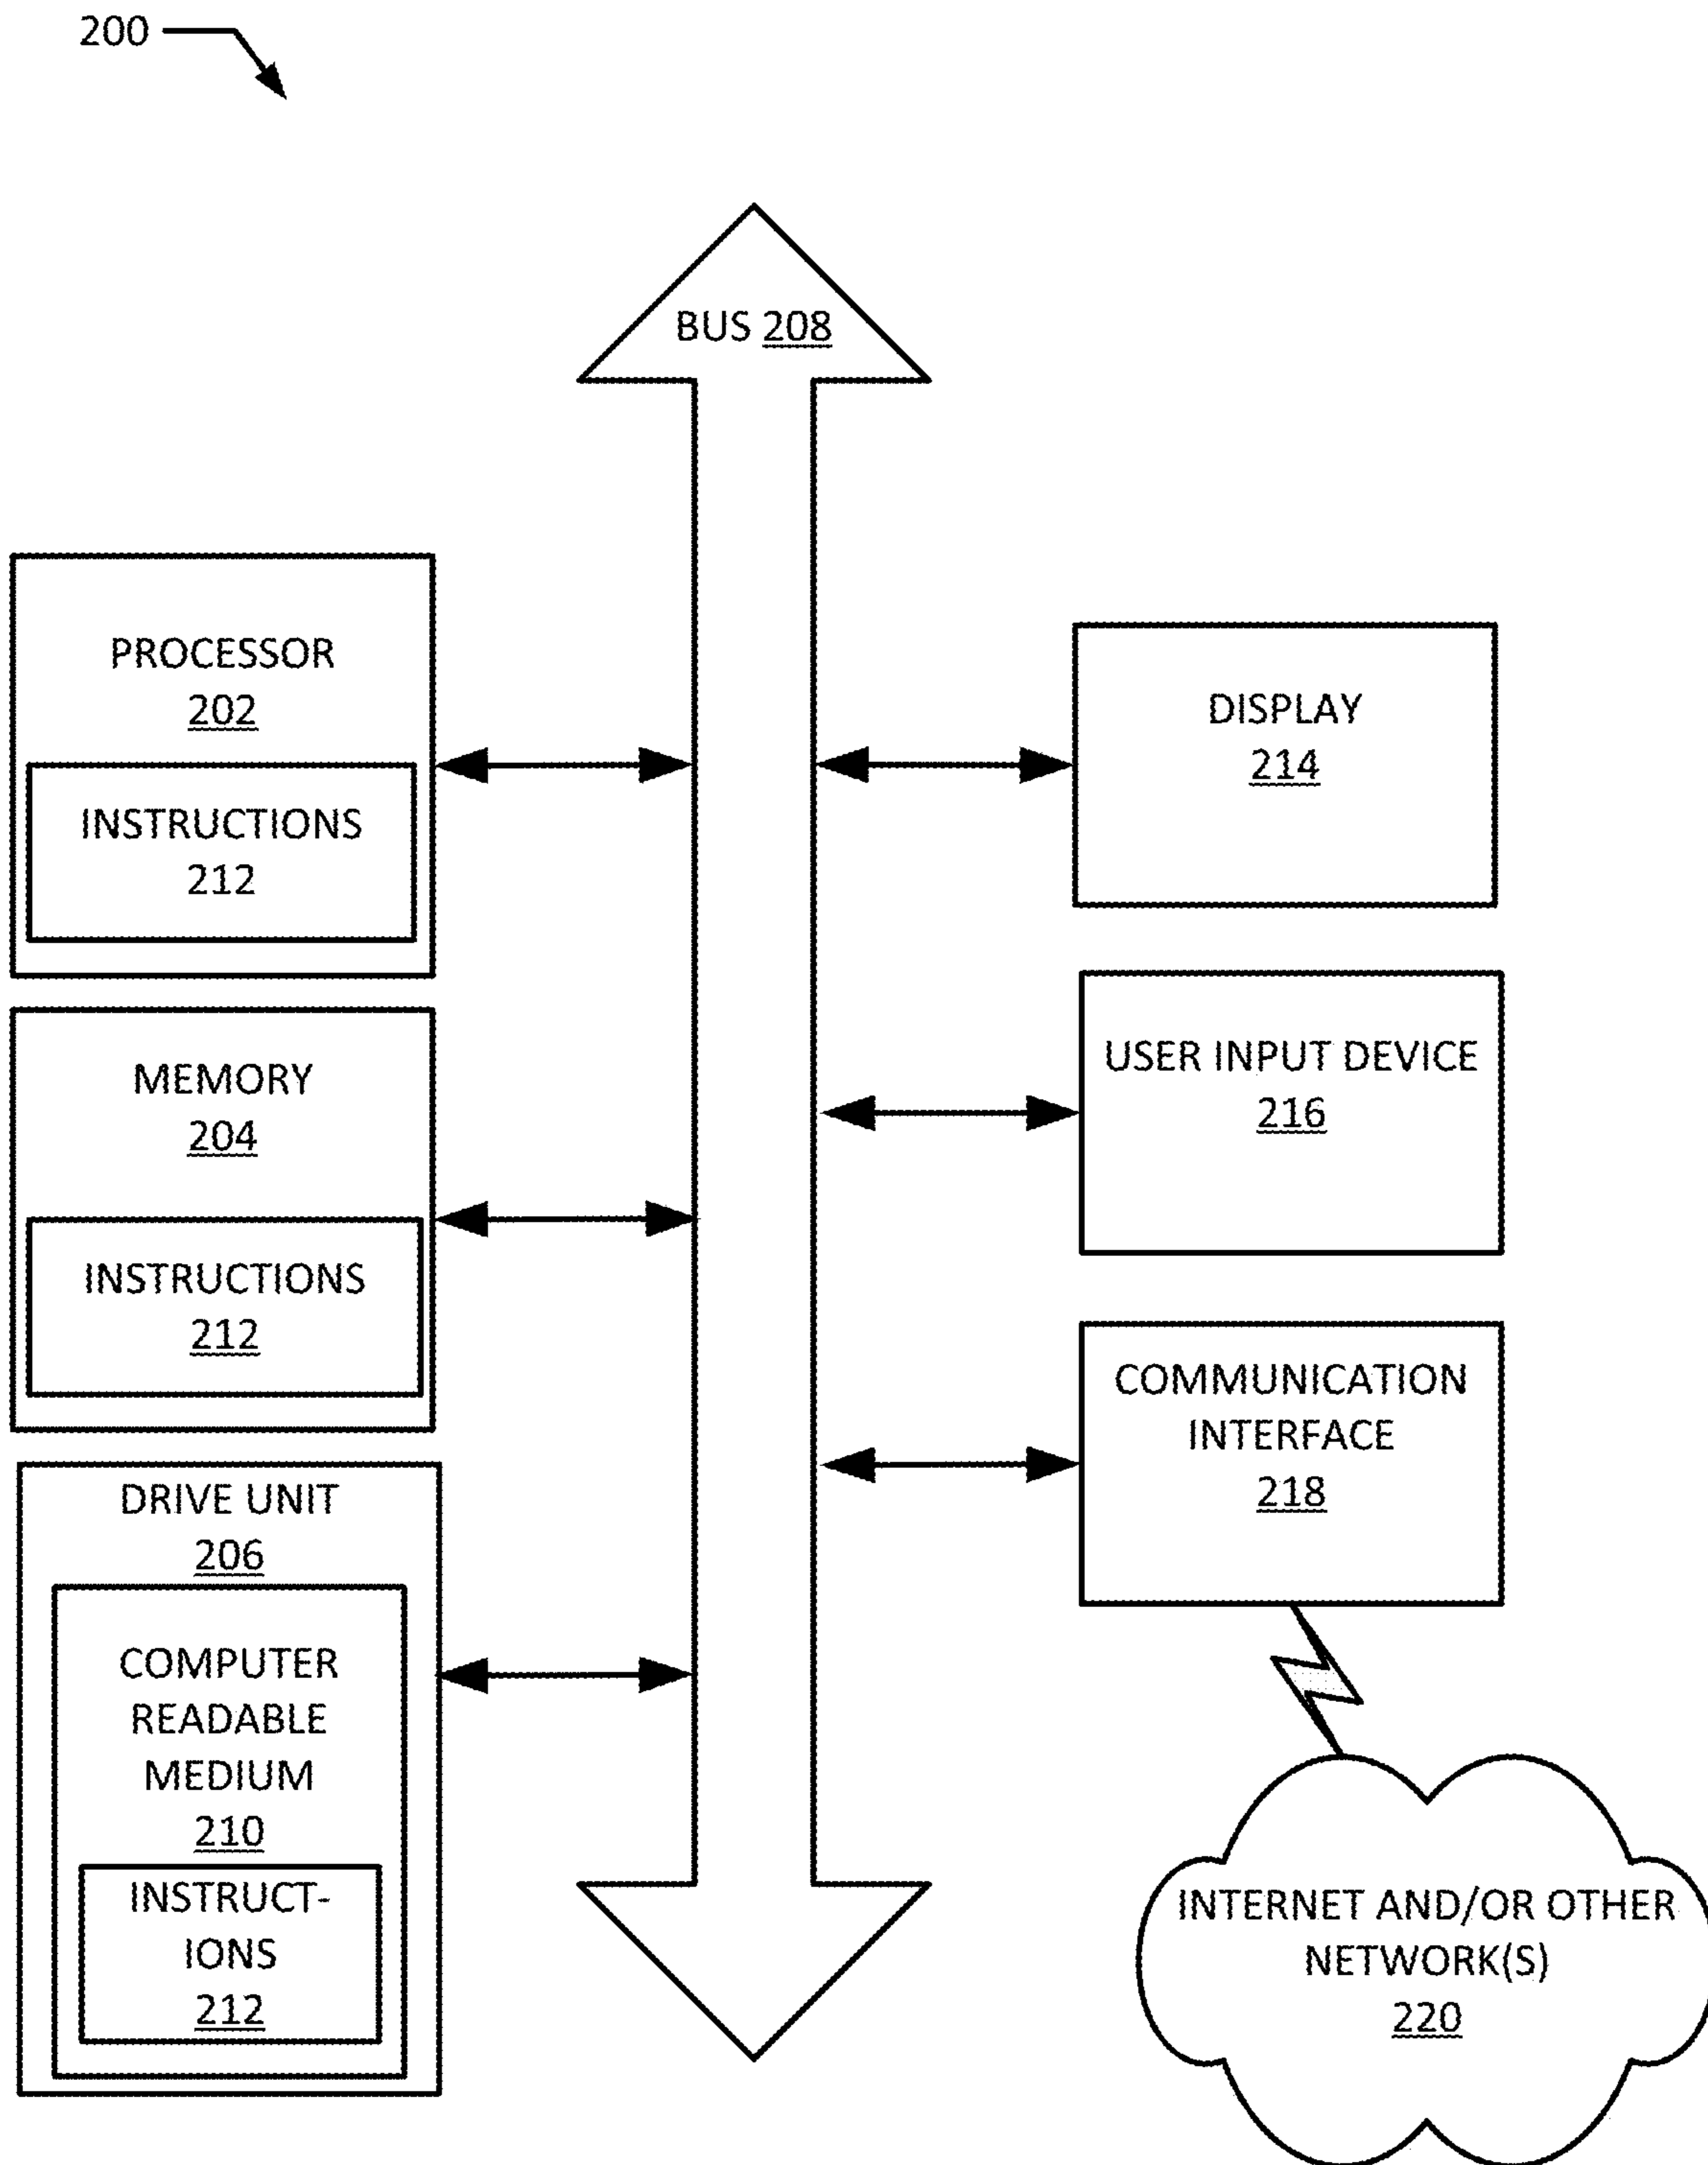 200
BUS 208
PROCESSOR
202
INSTRUCTIONS
212
MEMORY
204
INSTRUCTIONS
212
DRIVE UNIT
206
COMPUTER
READABLE
MEDIUM
210
INSTRUCT-
IONS
212
DISPLAY
214
USER INPUT DEVICE
216
COMMUNICATION
INTERFACE
218
INTERNET AND/OR OTHER
NETWORK(S)
220